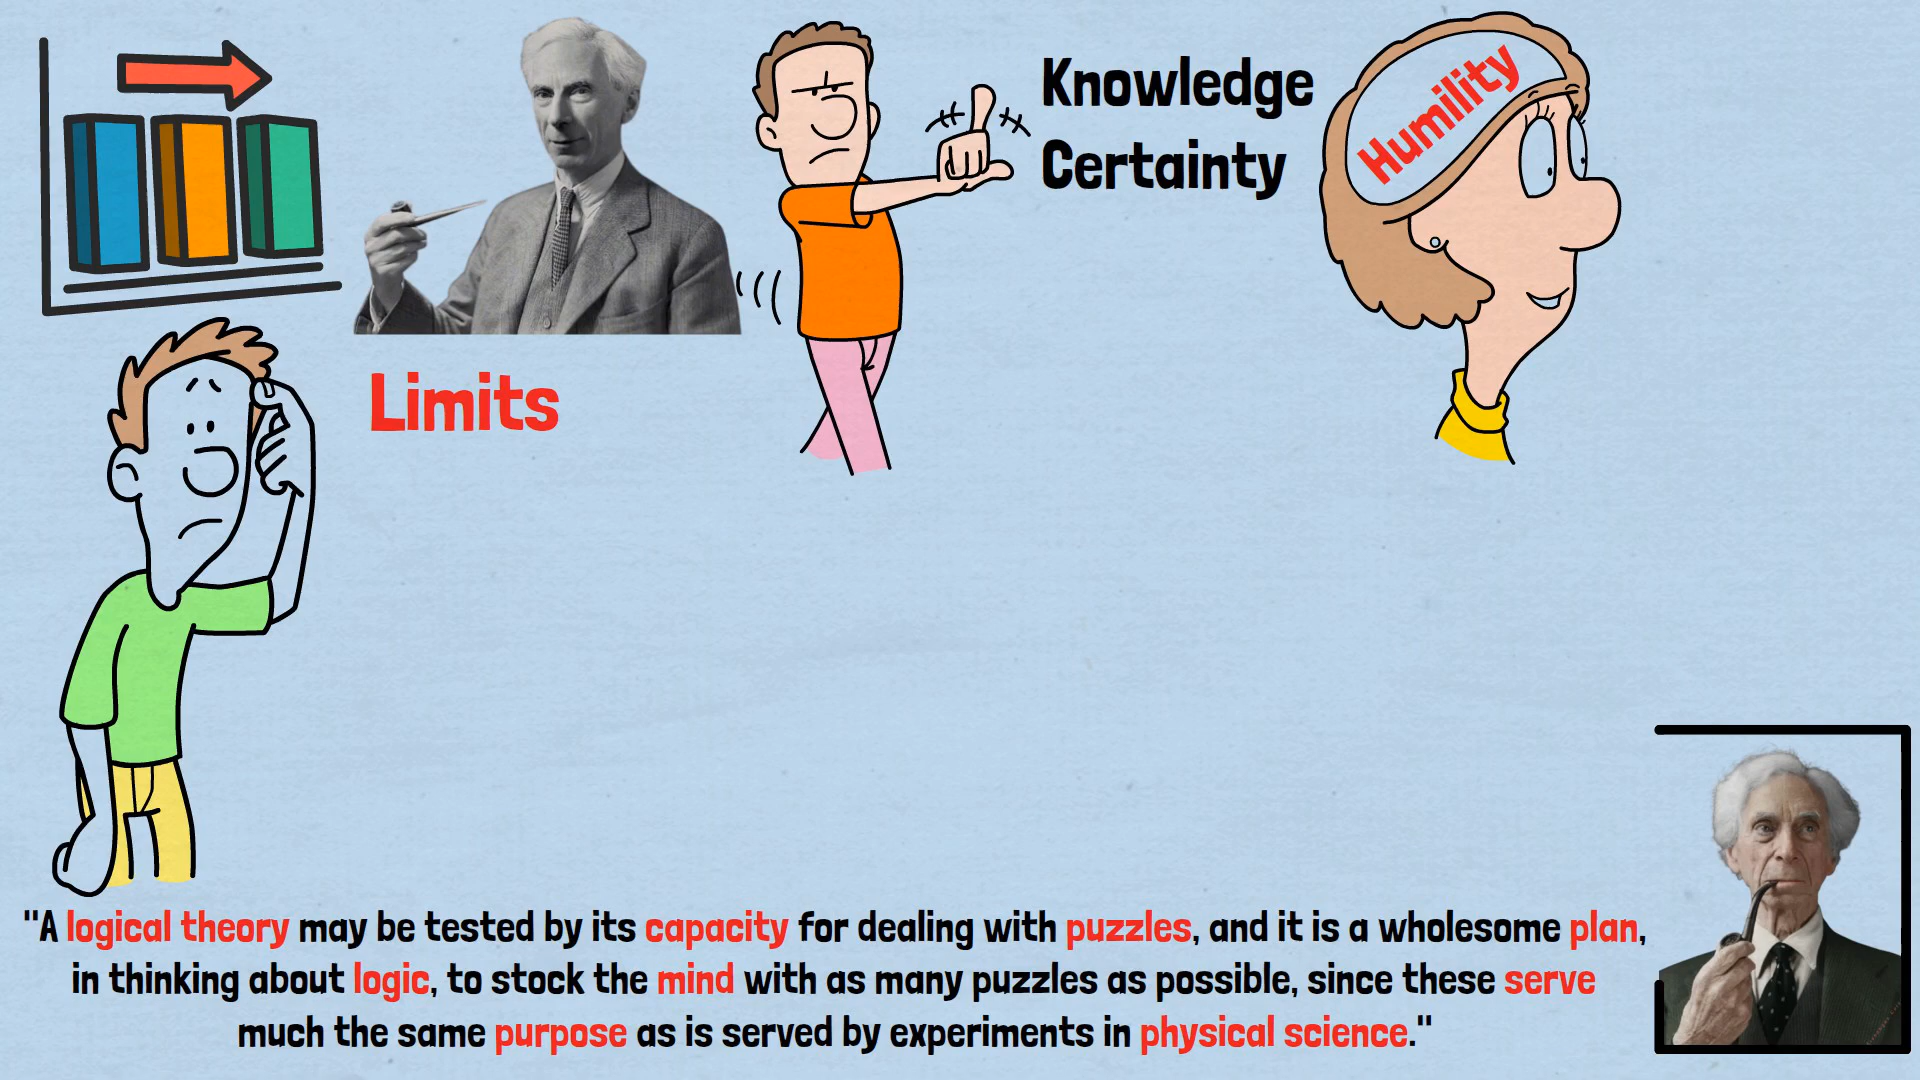 Knowledge
Certainty
Humility
Limits
"A logical theory may be tested by its capacity for dealing with puzzles, and it is a wholesome plan,
in thinking about logic, to stock the mind with as many puzzles as possible, since these serve
much the same purpose as is served by experiments in physical science."